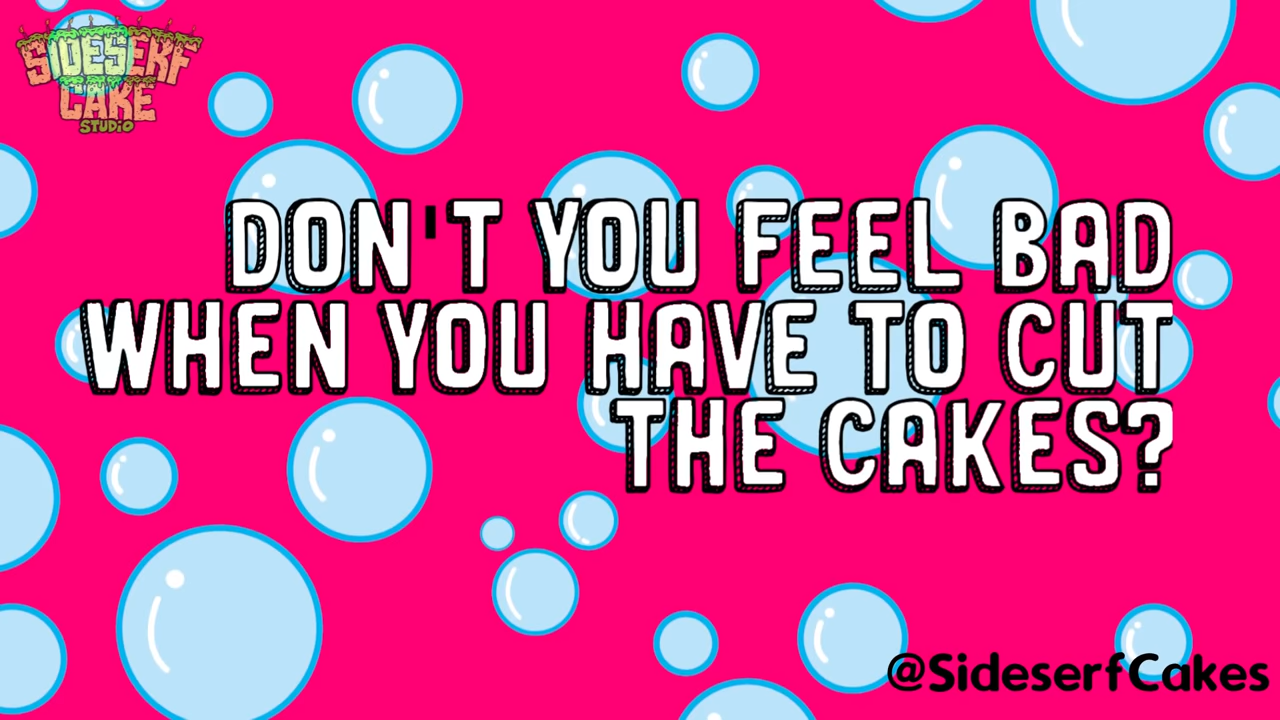 SIDESERF
CAKE
STUDIO
DON'T YOU FEEL BAD
WHEN YOU HAVE TO CUT
THE CAKES?
@SideserfCakes